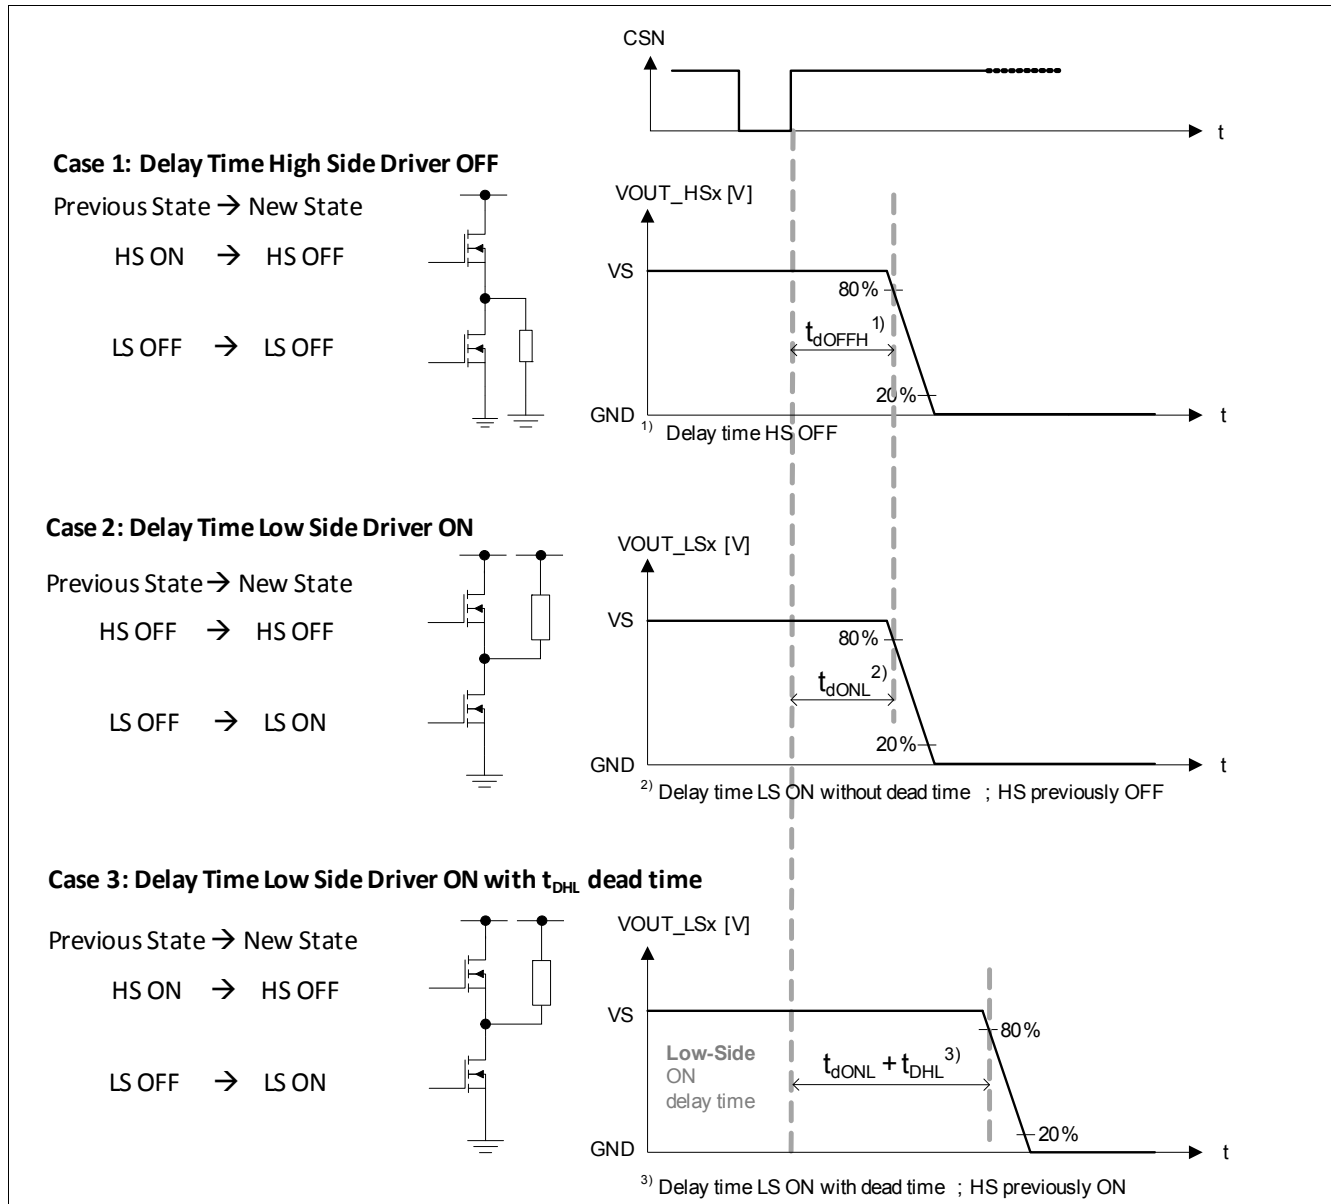 CSN
t
Case 1: Delay Time High Side Driver OFF
Previous State → New State
HS ON → HS OFF
LS OFF → LS OFF
VOUT_HSx [V]
VS
80%
tdOFFH 1)
20%
GND
t
1) Delay time HS OFF
Case 2: Delay Time Low Side Driver ON
Previous State → New State
HS OFF → HS OFF
LS OFF → LS ON
VOUT_LSx [V]
VS
80%
tdONL 2)
20%
GND
t
2) Delay time LS ON without dead time ; HS previously OFF
Case 3: Delay Time Low Side Driver ON with tDHL dead time
Previous State → New State
HS ON → HS OFF
LS OFF → LS ON
VOUT_LSx [V]
VS
80%
Low-Side
ON
delay time
tdONL + tDHL 3)
20%
GND
t
3) Delay time LS ON with dead time ; HS previously ON